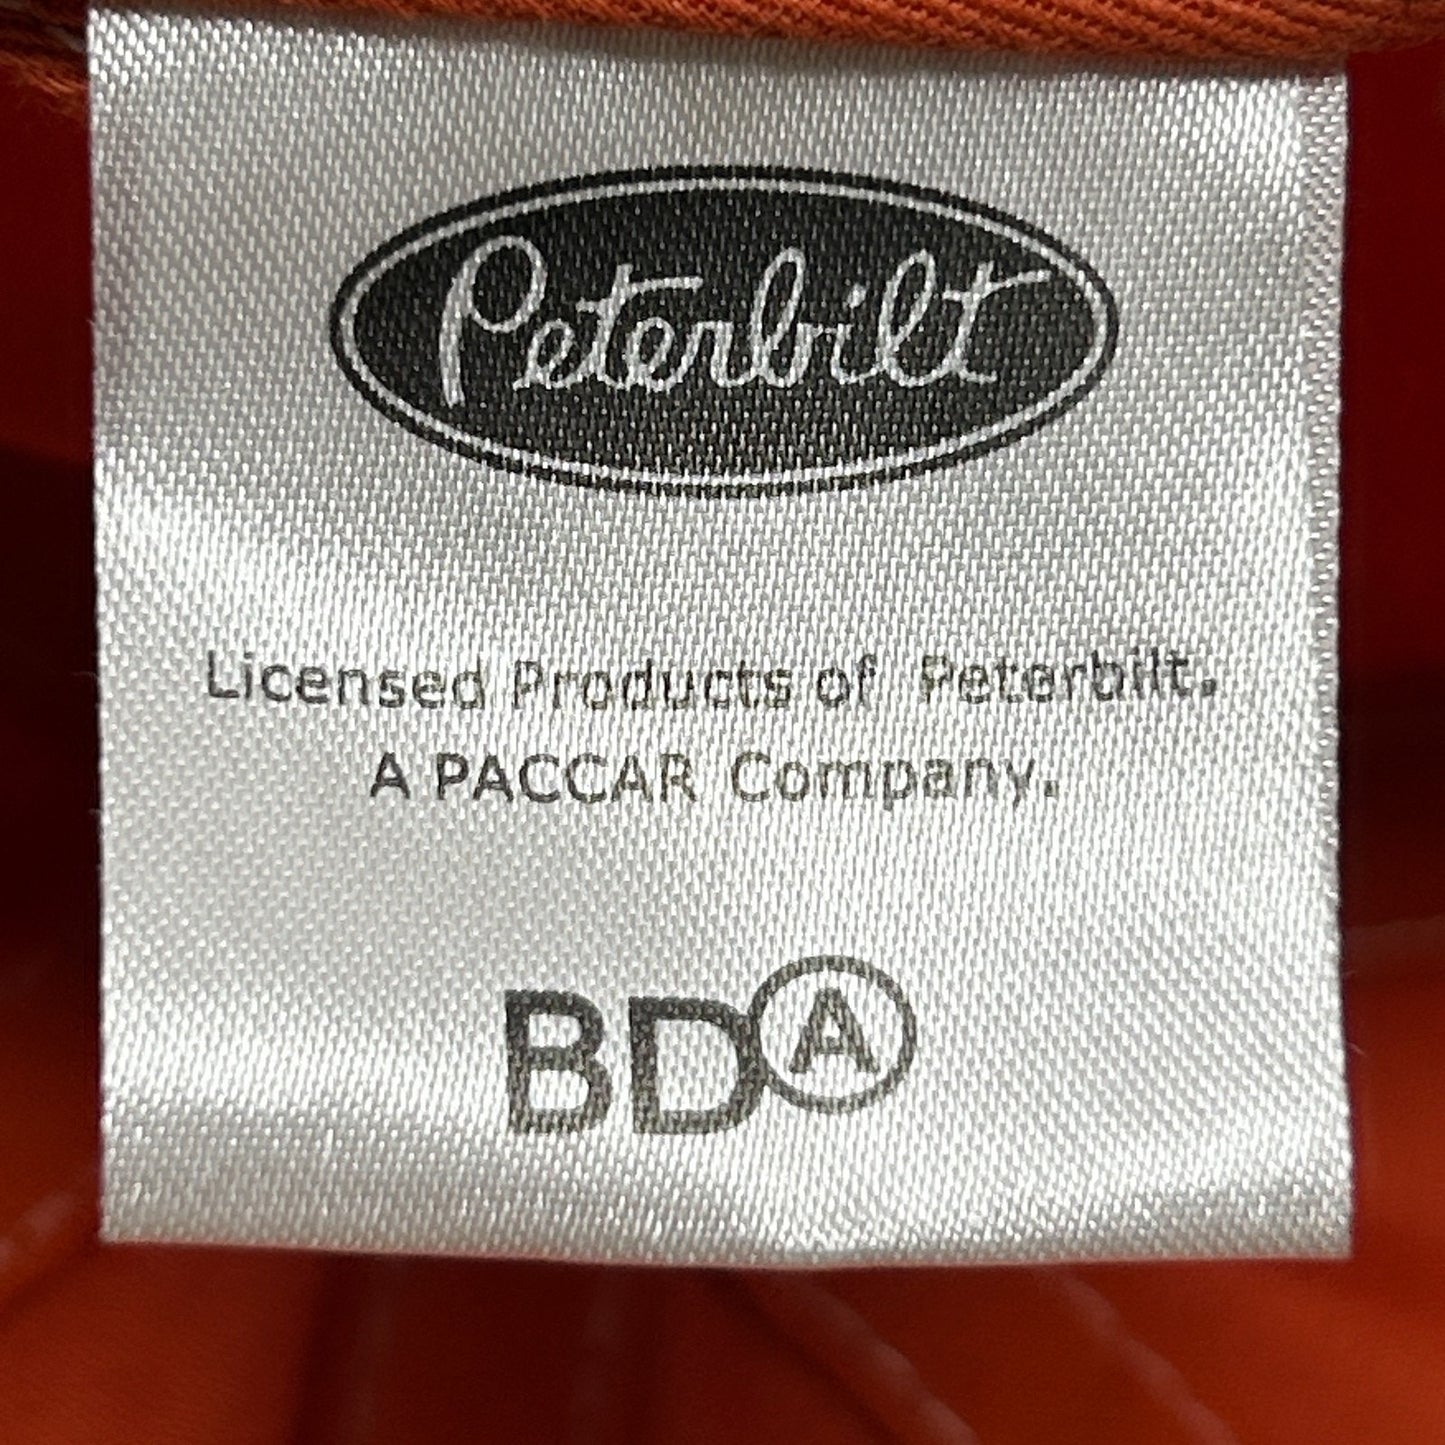 Peterbilt
Licensed Products of Peterbilt.
A PACCAR Company.
BDA